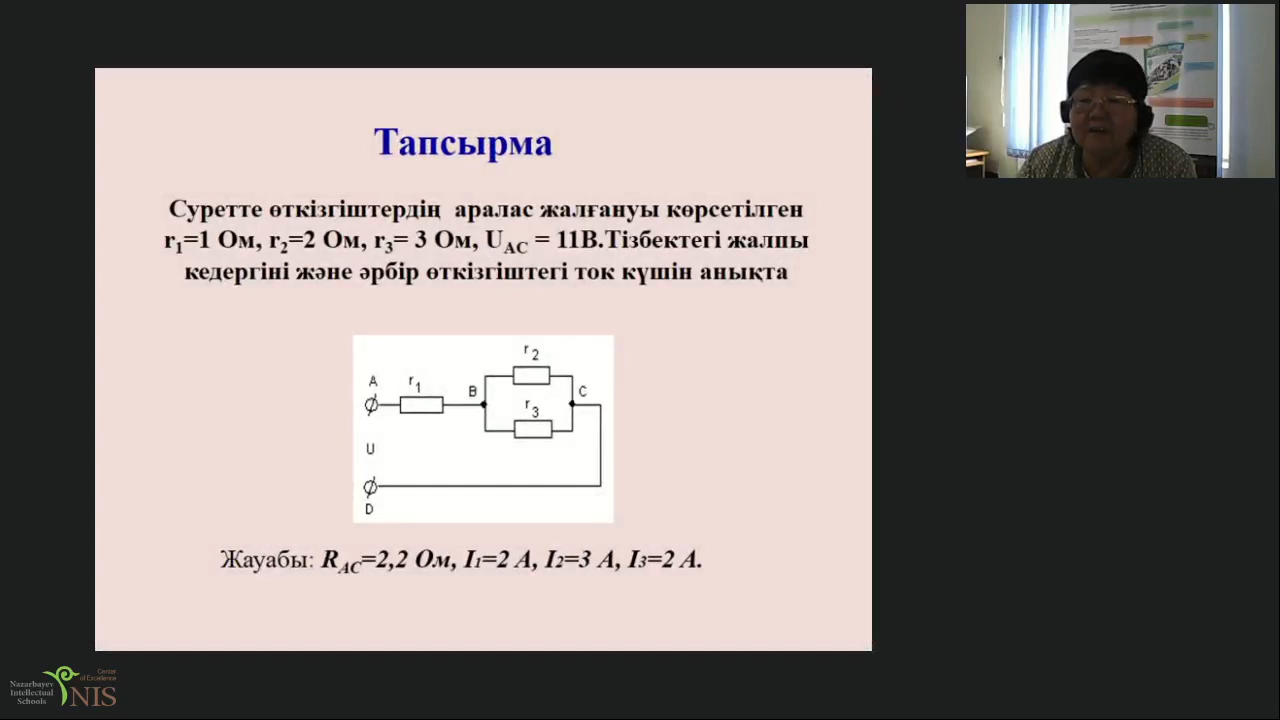 Тапсырма
Суретте өткізгіштердің аралас жалғануы көрсетілген
r1=1 Ом, r2=2 Ом, r3= 3 Ом, UAC = 11В.Тізбектегі жалпы
кедергіні және әрбір өткізгіштегі ток күшін анықта
r2
A r1 B C
r3
U
D
Жауабы: RAC=2,2 Ом, I1=2 А, I2=3 А, I3=2 А.
Nazarbayev
Intellectual
Schools
Center
of Excellence
NIS